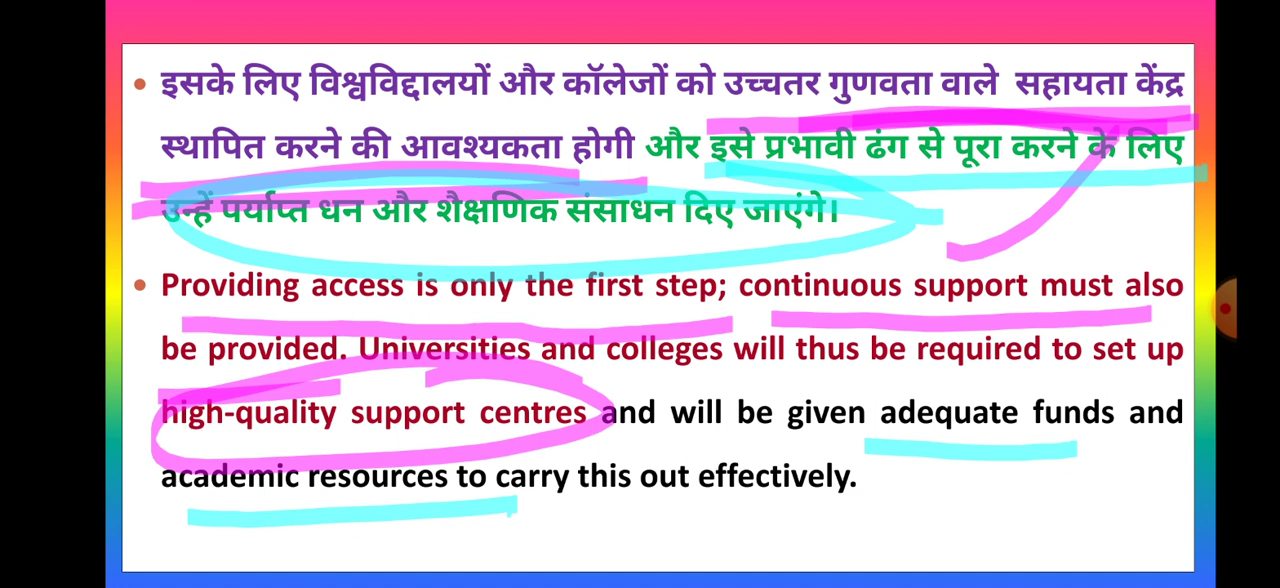 • इसके लिए विश्वविद्यालयों और कॉलेजों को उच्चतर गुणवता वाले सहायता केंद्र
स्थापित करने की आवश्यकता होगी और इसे प्रभावी ढंग से पूरा करने के लिए
उन्हें पर्याप्त धन और शैक्षणिक संसाधन दिए जाएंगे।
• Providing access is only the first step; continuous support must also
be provided. Universities and colleges will thus be required to set up
high-quality support centres and will be given adequate funds and
academic resources to carry this out effectively.